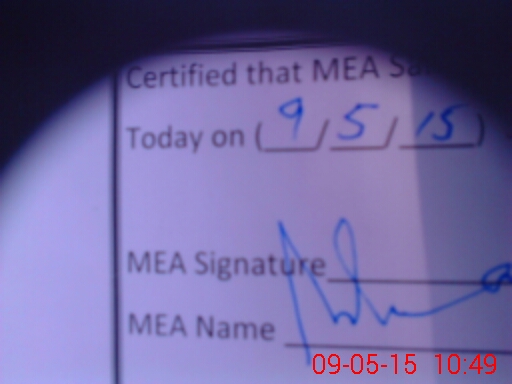 Certified that MEA
Today on (9/5/15)
MEA Signature
MEA Name
09-05-15 10:49